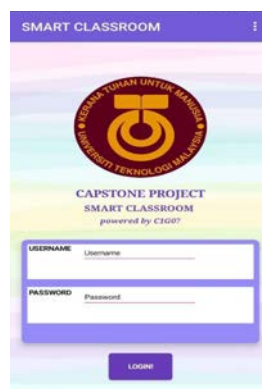 SMART CLASSROOM
KERANA TUHAN UNTUK MANUSIA
UNIVERSITI TEKNOLOGI MALAYSIA
CAPSTONE PROJECT
SMART CLASSROOM
powered by C1G07
USERNAME Username
PASSWORD Password
LOGIN!